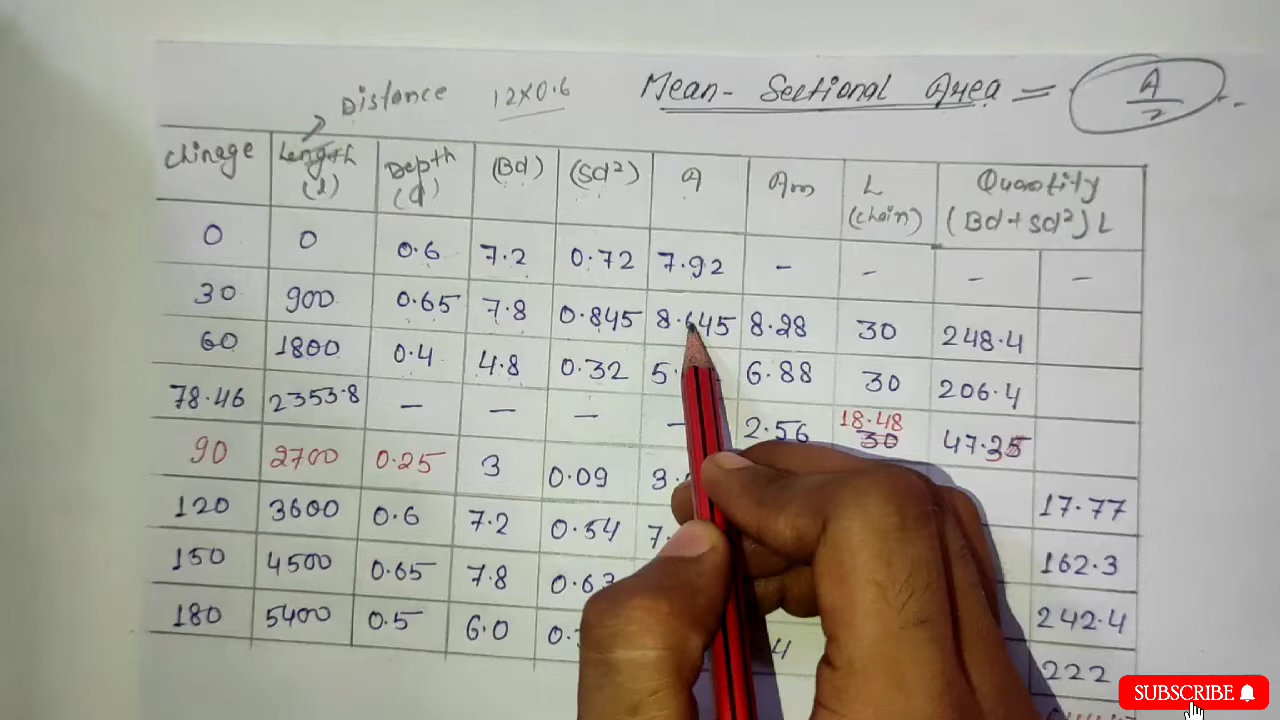 Distance 12×0.6 Mean-Sectional Area = A/2
Chinage Length (l) Depth (d) (Bd) (Sd²) A Am L (chain) Quantity (Bd+Sd²) L
0 0 0.6 7.2 0.72 7.92 - - - -
30 900 0.65 7.8 0.845 8.645 8.28 30 248.4
60 1800 0.4 4.8 0.32 5. 6.88 30 206.4
78.46 2353.8 - - - - 2.56 18.48 30 47.35
90 2700 0.25 3 0.09 3. 17.77
120 3600 0.6 7.2 0.54 7. 162.3
150 4500 0.65 7.8 0.63 242.4
180 5400 0.5 6.0 0. 4 222
SUBSCRIBE